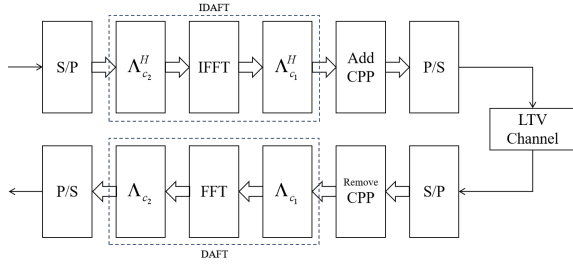 IDAFT
S/P
Λ_{c_2}^H
IFFT
Λ_{c_1}^H
Add
CPP
P/S
LTV
Channel
P/S
Λ_{c_2}
FFT
Λ_{c_1}
Remove
CPP
S/P
DAFT